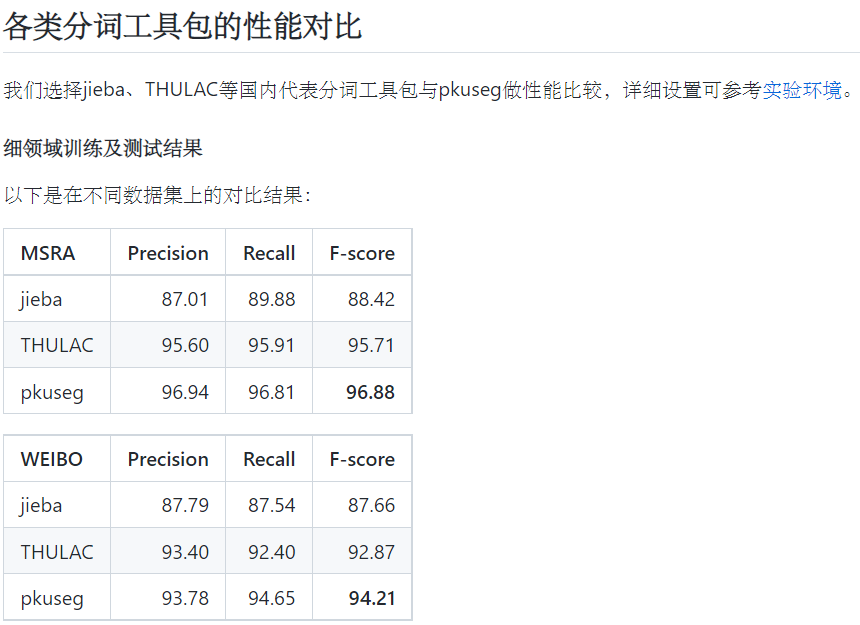 各类分词工具包的性能对比
我们选择jieba、THULAC等国内代表分词工具包与pkuseg做性能比较，详细设置可参考实验环境。
细领域训练及测试结果
以下是在不同数据集上的对比结果：
MSRA Precision Recall F-score
jieba 87.01 89.88 88.42
THULAC 95.60 95.91 95.71
pkuseg 96.94 96.81 96.88
WEIBO Precision Recall F-score
jieba 87.79 87.54 87.66
THULAC 93.40 92.40 92.87
pkuseg 93.78 94.65 94.21